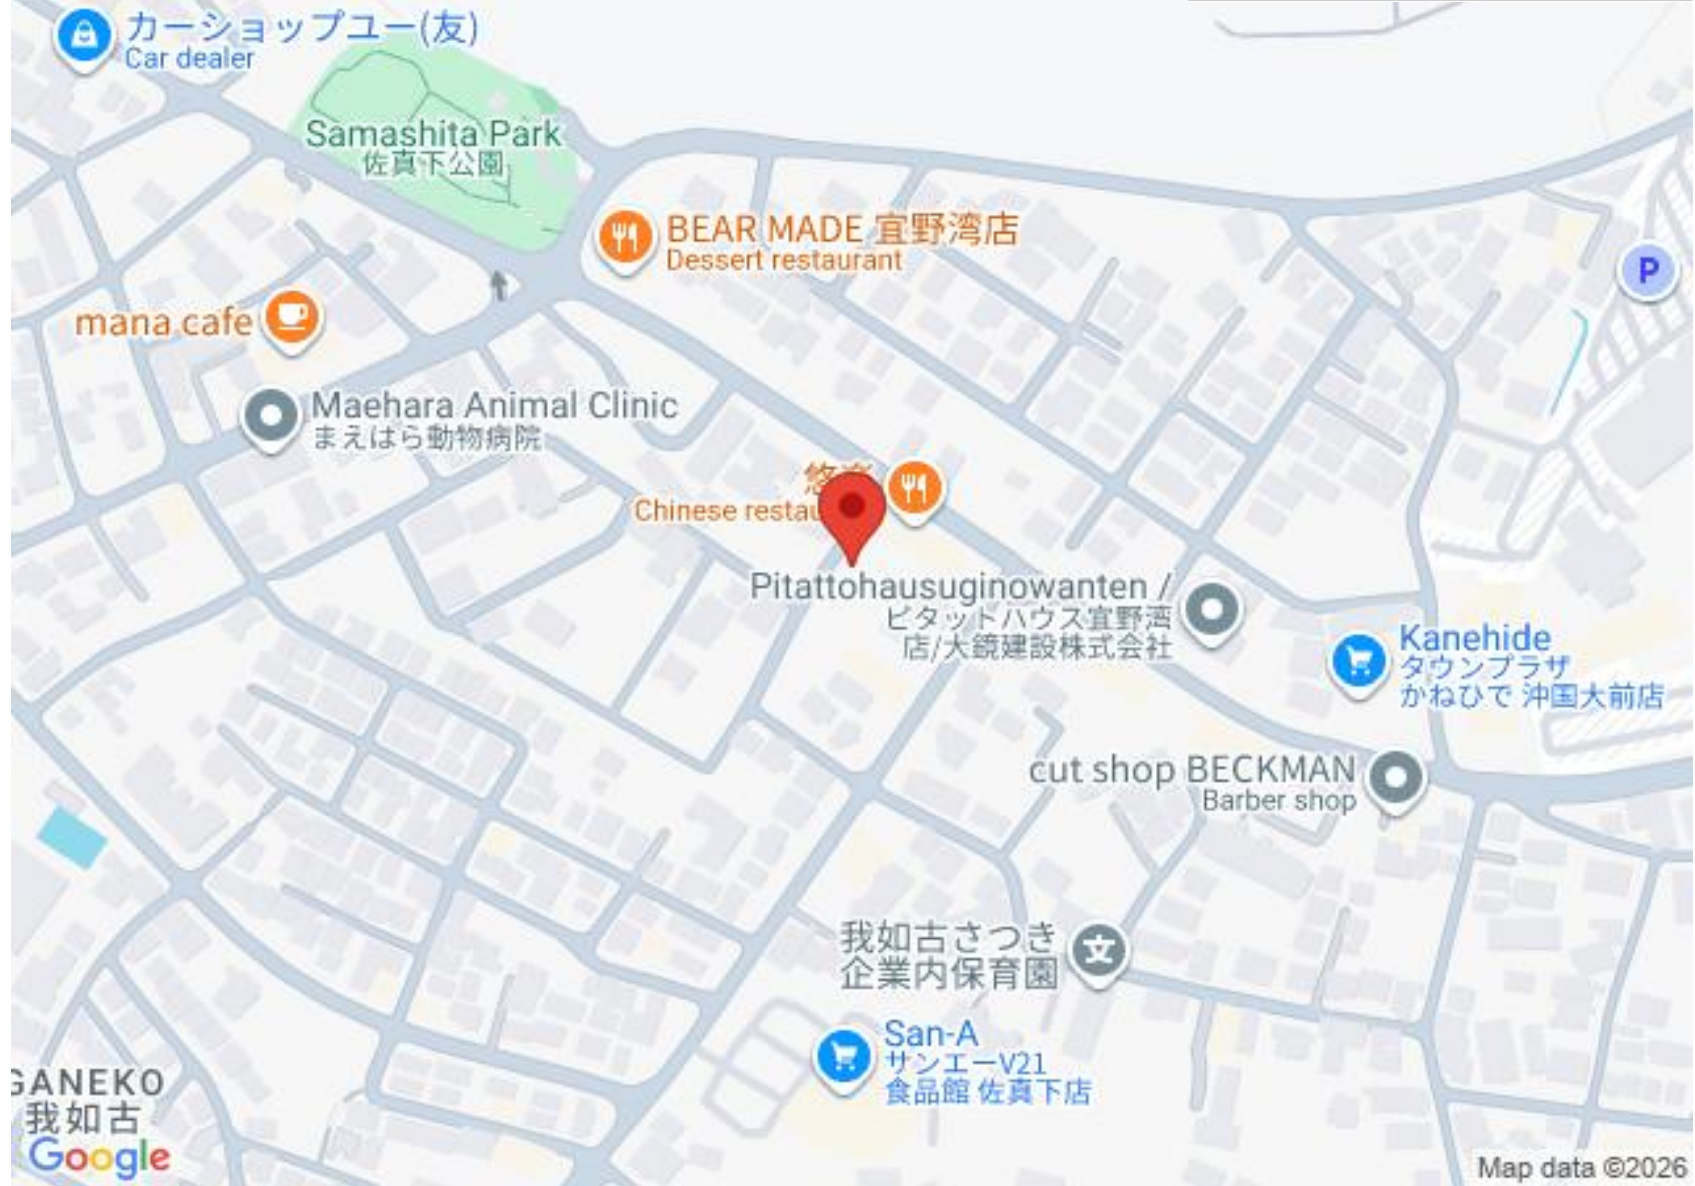 カーショップユー(友)
Car dealer
Samashita Park
佐真下公園
BEAR MADE 宜野湾店
Dessert restaurant
mana cafe
Maehara Animal Clinic
まえはら動物病院
P
Chinese
Pitattohausuginowanten /
ピタットハウス宜野湾
店/大鏡建設株式会社
Kanehide
タウンプラザ
かねひで 沖国大前店
cut shop BECKMAN
Barber shop
我如古さつき
企業内保育園
文
San-A
サンエーV21
食品館 佐真下店
GANEKO
我如古
Google
Map data ©2026